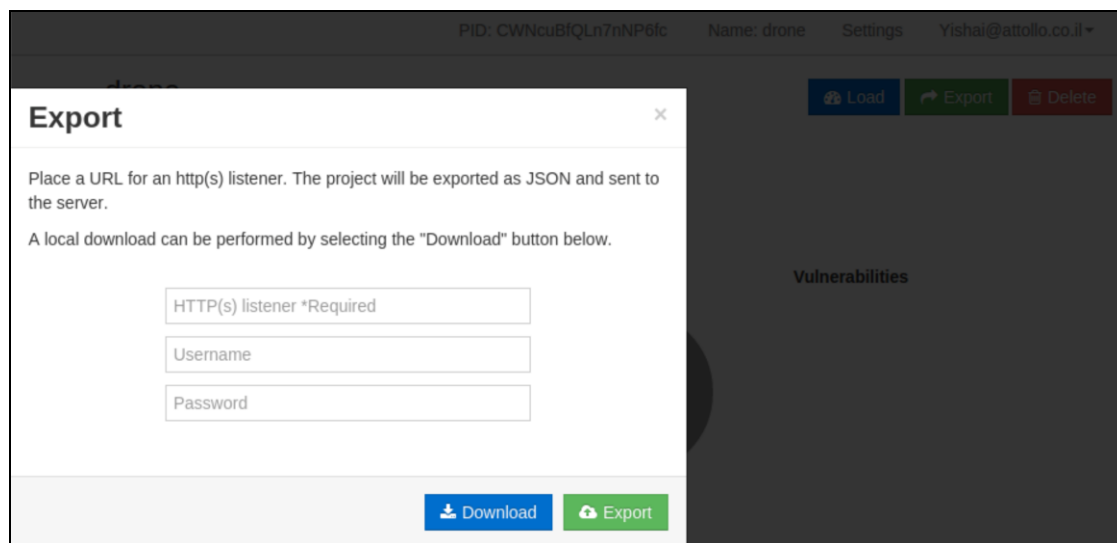 PID: CWNcuBfQLn7nNP6fc Name: drone Settings Yishai@attollo.co.il
drone
Load Export Delete
Export ×
Place a URL for an http(s) listener. The project will be exported as JSON and sent to
the server.
A local download can be performed by selecting the "Download" button below.
Vulnerabilities
HTTP(s) listener *Required
Username
Password
Download Export